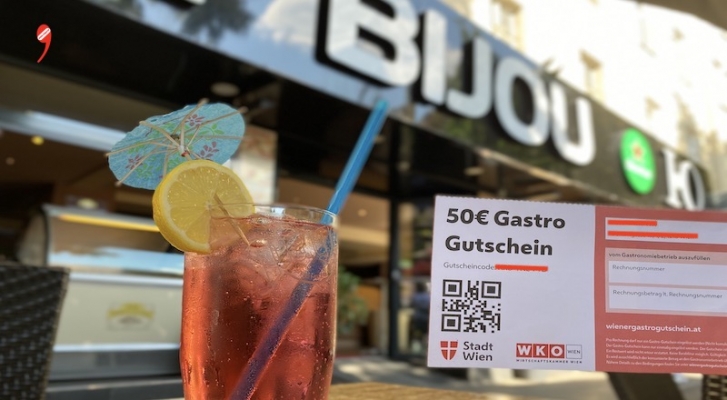 BIJOU
50€ Gastro
Gutschein
Gutscheincode
Stadt
Wien
WKO WIEN
WIRTSCHAFTSKAMMER WIEN
vom Gastronomiebetrieb auszufüllen
Rechnungsnummer
Rechnungsbetrag lt. Rechnungsnummer
wienergastrogutschein.at